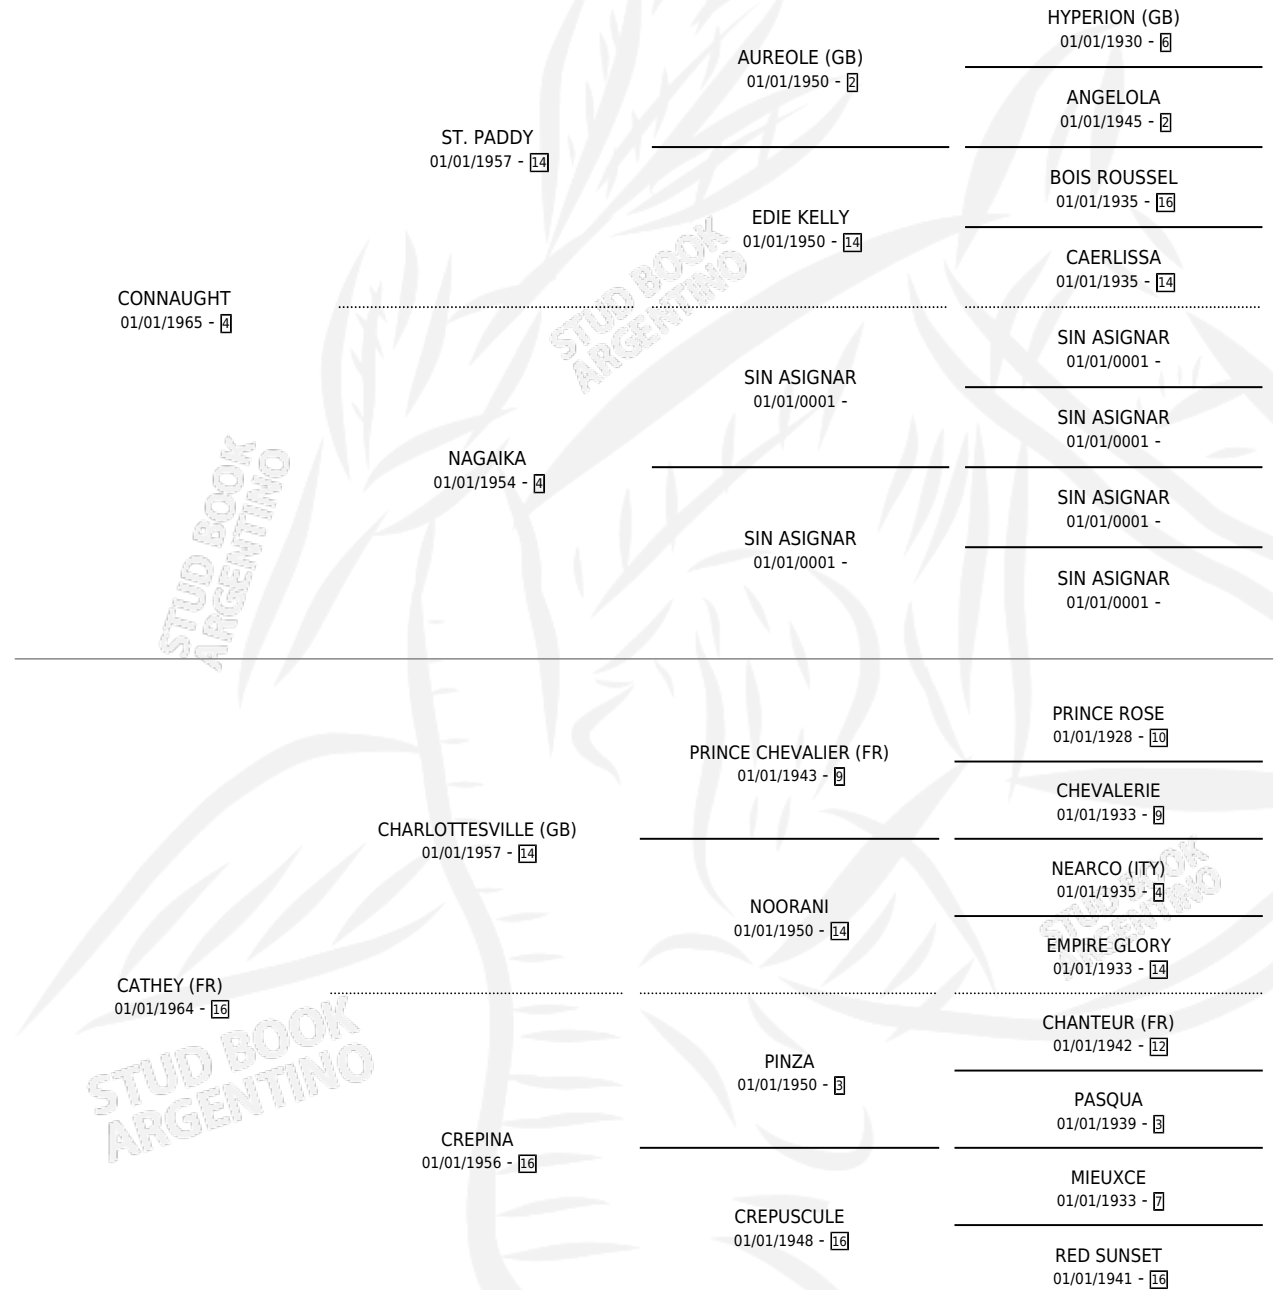 HYPERION (GB)
01/01/1930 - 6
AUREOLE (GB)
01/01/1950 - 2
ANGELOLA
01/01/1945 - 2
ST. PADDY
01/01/1957 - 14
BOIS ROUSSEL
01/01/1935 - 16
EDIE KELLY
01/01/1950 - 14
CAERLISSA
01/01/1935 - 14
CONNAUGHT
01/01/1965 - 4
SIN ASIGNAR
01/01/0001 -
SIN ASIGNAR
01/01/0001 -
SIN ASIGNAR
01/01/0001 -
NAGAIKA
01/01/1954 - 4
SIN ASIGNAR
01/01/0001 -
SIN ASIGNAR
01/01/0001 -
SIN ASIGNAR
01/01/0001 -
STUD BOOK
ARGENTINO
STUD BOOK
ARGENTINO
PRINCE ROSE
01/01/1928 - 10
PRINCE CHEVALIER (FR)
01/01/1943 - 9
CHEVALERIE
01/01/1933 - 9
CHARLOTTESVILLE (GB)
01/01/1957 - 14
NEARCO (ITY)
01/01/1935 - 4
NOORANI
01/01/1950 - 14
EMPIRE GLORY
01/01/1933 - 14
CATHEY (FR)
01/01/1964 - 16
CHANTEUR (FR)
01/01/1942 - 12
PINZA
01/01/1950 - 3
PASQUA
01/01/1939 - 3
CREPINA
01/01/1956 - 16
MIEUXCE
01/01/1933 - 7
CREPUSCULE
01/01/1948 - 16
RED SUNSET
01/01/1941 - 16
STUD BOOK
ARGENTINO
STUD BOOK
ARGENTINO